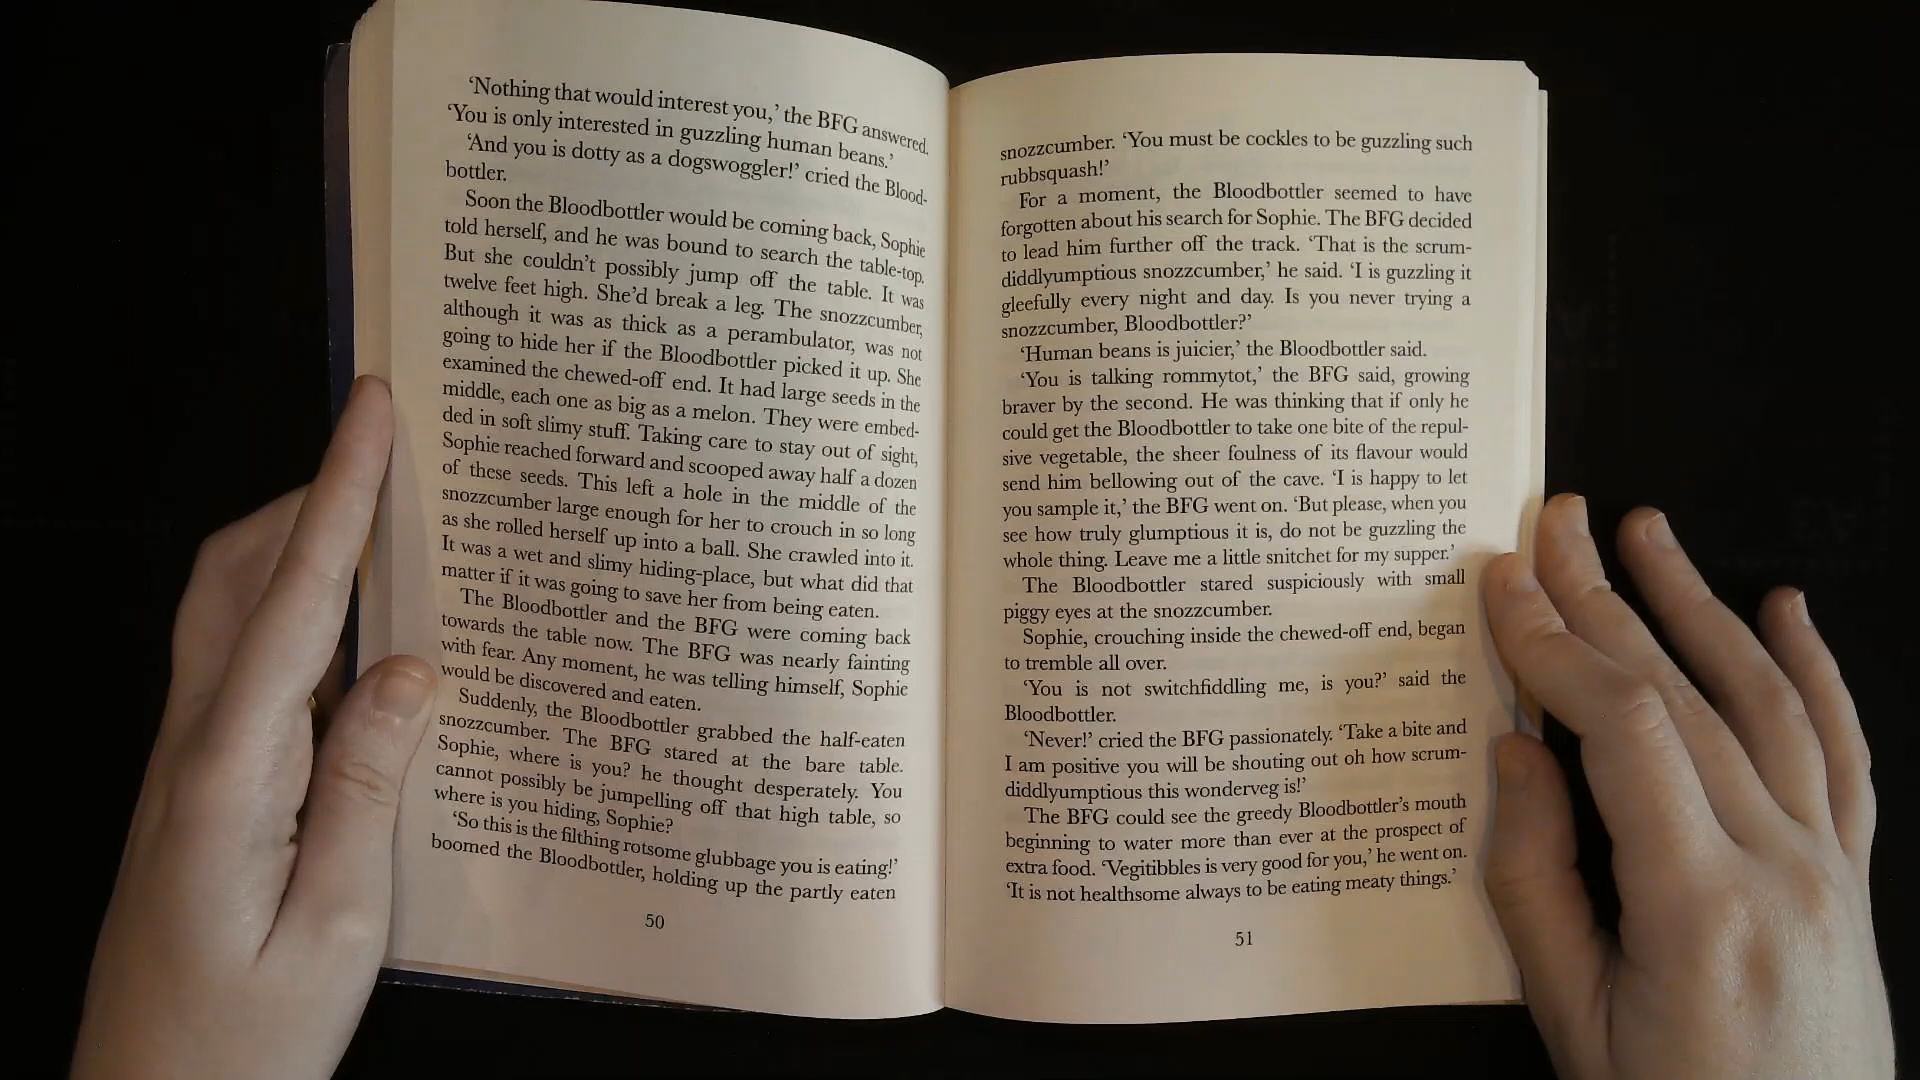 ‘Nothing that would interest you,’ the BFG answered.
‘You is only interested in guzzling human beans.’
‘And you is dotty as a dogswoggler!’ cried the Blood-
bottler.
Soon the Bloodbottler would be coming back, Sophie
told herself, and he was bound to search the table-top.
But she couldn’t possibly jump off the table. It was
twelve feet high. She’d break a leg. The snozzcumber,
although it was as thick as a perambulator, was not
going to hide her if the Bloodbottler picked it up. She
examined the chewed-off end. It had large seeds in the
middle, each one as big as a melon. They were embed-
ded in soft slimy stuff. Taking care to stay out of sight,
Sophie reached forward and scooped away half a dozen
of these seeds. This left a hole in the middle of the
snozzcumber large enough for her to crouch in so long
as she rolled herself up into a ball. She crawled into it.
It was a wet and slimy hiding-place, but what did that
matter if it was going to save her from being eaten.
The Bloodbottler and the BFG were coming back
towards the table now. The BFG was nearly fainting
with fear. Any moment, he was telling himself, Sophie
would be discovered and eaten.
Suddenly, the Bloodbottler grabbed the half-eaten
snozzcumber. The BFG stared at the bare table.
Sophie, where is you? he thought desperately. You
cannot possibly be jumpelling off that high table, so
where is you hiding, Sophie?
‘So this is the filthing rotsome glubbage you is eating!’
boomed the Bloodbottler, holding up the partly eaten
50
snozzcumber. ‘You must be cockles to be guzzling such
rubbsquash!’
For a moment, the Bloodbottler seemed to have
forgotten about his search for Sophie. The BFG decided
to lead him further off the track. ‘That is the scrum-
diddlyumptious snozzcumber,’ he said. ‘I is guzzling it
gleefully every night and day. Is you never trying a
snozzcumber, Bloodbottler?’
‘Human beans is juicier,’ the Bloodbottler said.
‘You is talking rommytot,’ the BFG said, growing
braver by the second. He was thinking that if only he
could get the Bloodbottler to take one bite of the repul-
sive vegetable, the sheer foulness of its flavour would
send him bellowing out of the cave. ‘I is happy to let
you sample it,’ the BFG went on. ‘But please, when you
see how truly glumptious it is, do not be guzzling the
whole thing. Leave me a little snitchet for my supper.’
The Bloodbottler stared suspiciously with small
piggy eyes at the snozzcumber.
Sophie, crouching inside the chewed-off end, began
to tremble all over.
‘You is not switchfiddling me, is you?’ said the
Bloodbottler.
‘Never!’ cried the BFG passionately. ‘Take a bite and
I am positive you will be shouting out oh how scrum-
diddlyumptious this wonderveg is!’
The BFG could see the greedy Bloodbottler’s mouth
beginning to water more than ever at the prospect of
extra food. ‘Vegitibbles is very good for you,’ he went on.
‘It is not healthsome always to be eating meaty things.’
51